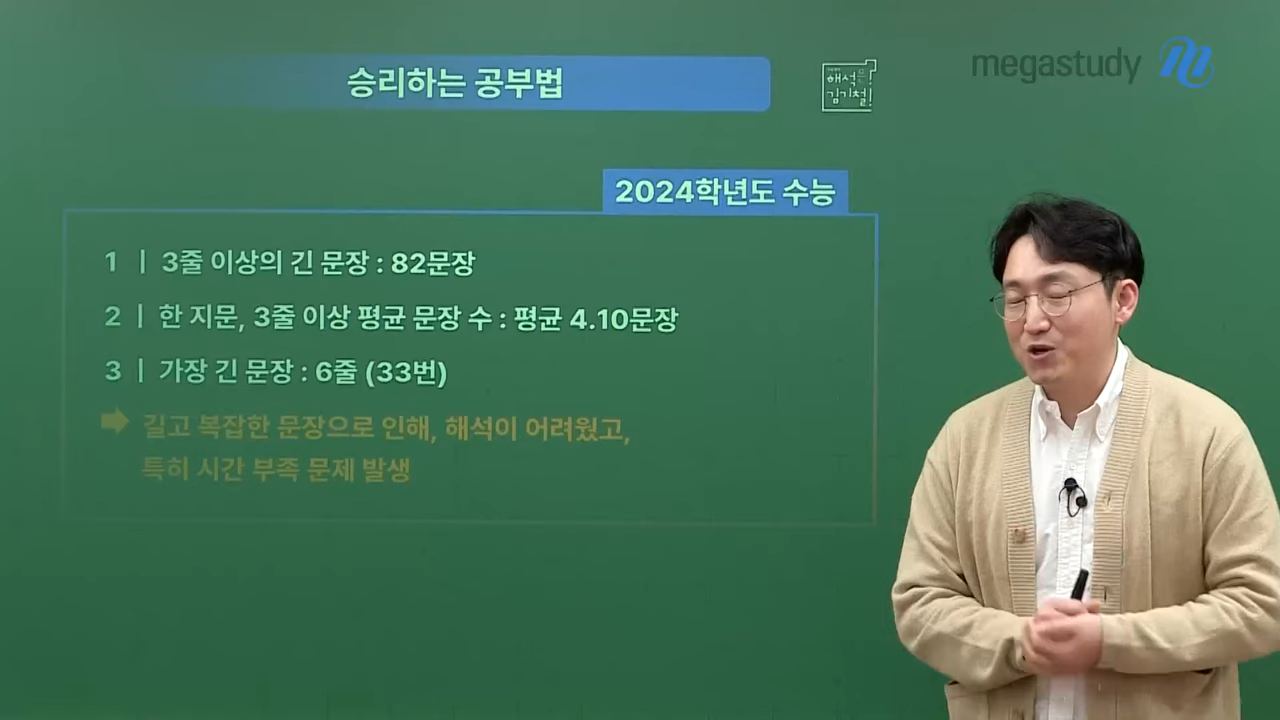 승리하는 공부법
해석은!
김기철!
megastudy
2024학년도 수능
1 | 3줄 이상의 긴 문장 : 82문장
2 | 한 지문, 3줄 이상 평균 문장 수 : 평균 4.10문장
3 | 가장 긴 문장 : 6줄 (33번)
길고 복잡한 문장으로 인해, 해석이 어려웠고,
특히 시간 부족 문제 발생